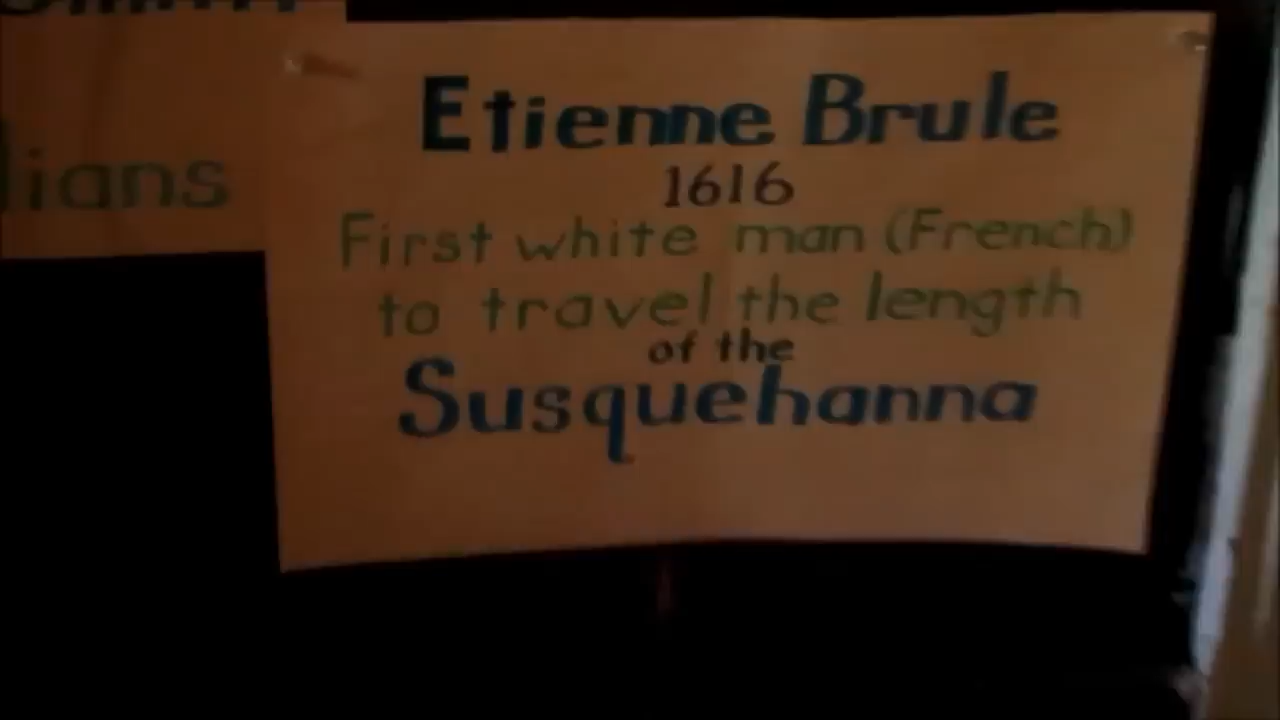 lians
Etienne Brule
1616
First white man (French)
to travel the length
of the
Susquehanna